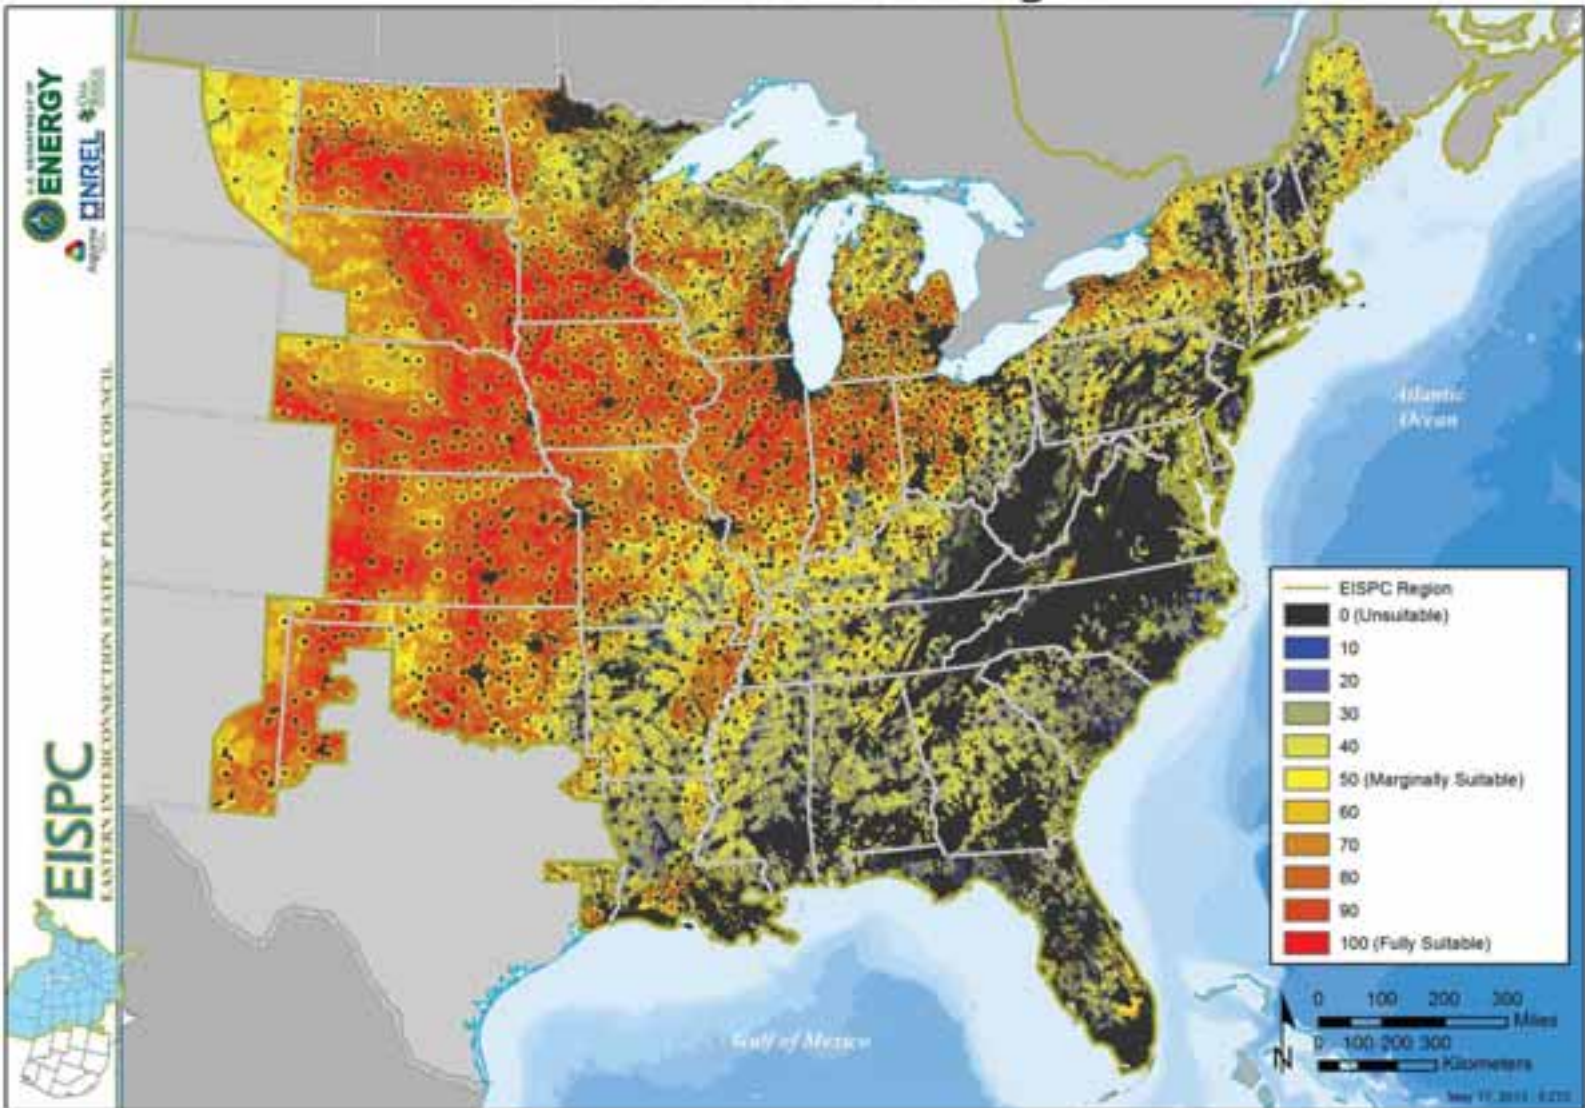 U.S. DEPARTMENT OF
ENERGY
Argonne
NREL
EISPC
EASTERN INTERCONNECTION STATES' PLANNING COUNCIL
Atlantic
Ocean
Gulf of Mexico
EISPC Region
0 (Unsuitable)
10
20
30
40
50 (Marginally Suitable)
60
70
80
90
100 (Fully Suitable)
0 100 200 300
Miles
0 100 200 300
Kilometers
N